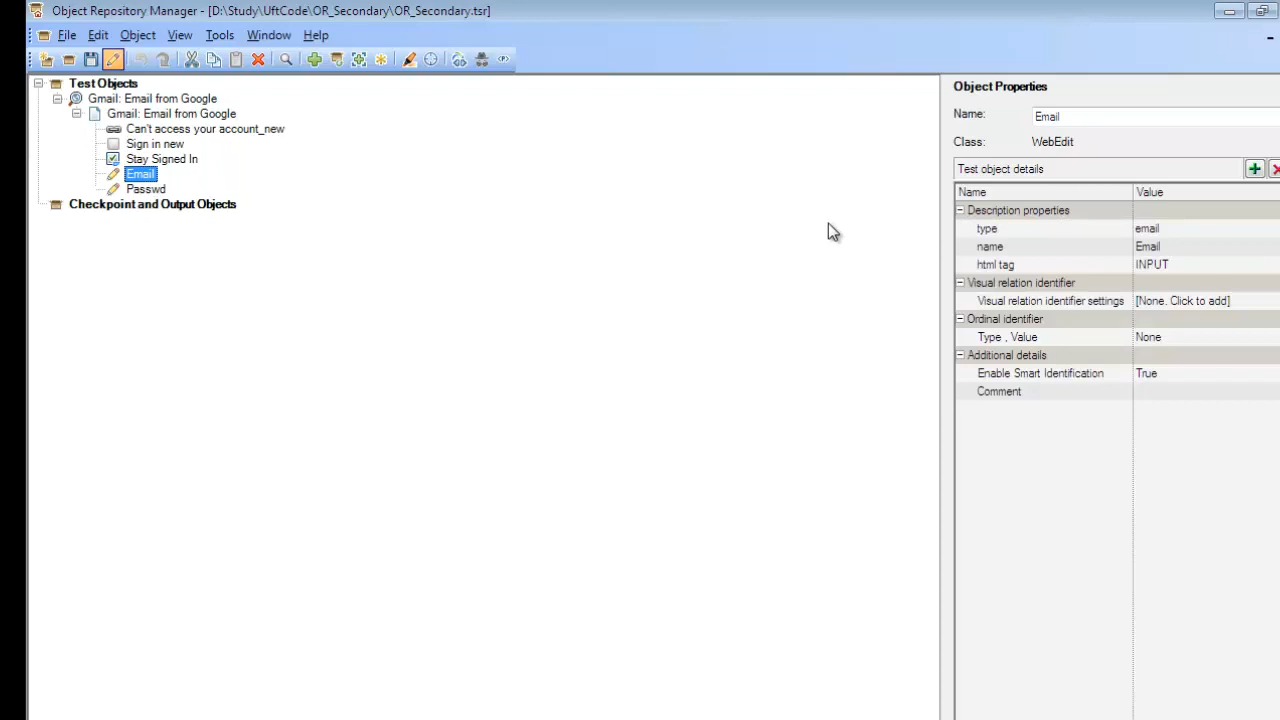 Object Repository Manager - [D:\Study\UftCode\OR_Secondary\OR_Secondary.tsr]
File Edit Object View Tools Window Help
Test Objects
Gmail: Email from Google
Gmail: Email from Google
Can't access your account_new
Sign in new
Stay Signed In
Email
Passwd
Checkpoint and Output Objects
Object Properties
Name: Email
Class: WebEdit
Test object details
Name Value
Description properties
type email
name Email
html tag INPUT
Visual relation identifier
Visual relation identifier settings [None. Click to add]
Ordinal identifier
Type , Value None
Additional details
Enable Smart Identification True
Comment